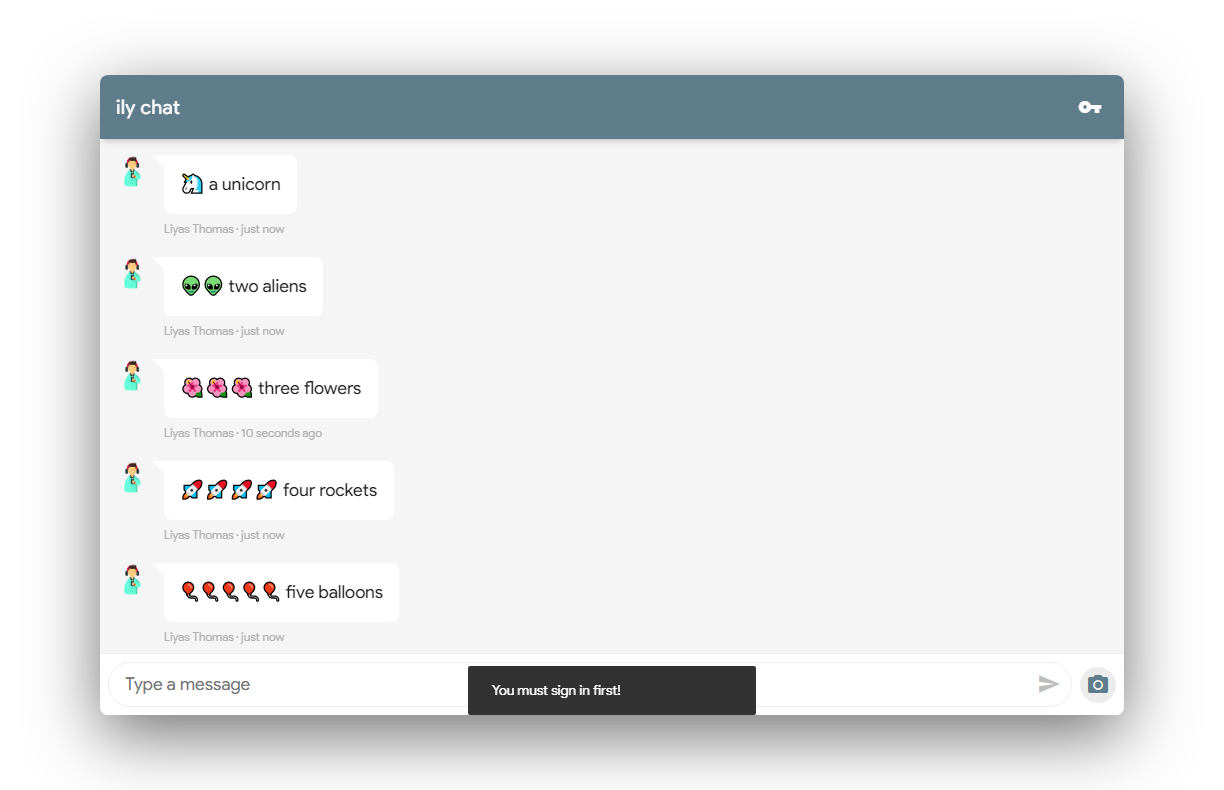 ily chat
🦄 a unicorn
Liyas Thomas · just now
👽👽 two aliens
Liyas Thomas · just now
🌺🌺🌺 three flowers
Liyas Thomas · 10 seconds ago
🚀🚀🚀🚀 four rockets
Liyas Thomas · just now
🎈🎈🎈🎈🎈 five balloons
Liyas Thomas · just now
Type a message
You must sign in first!